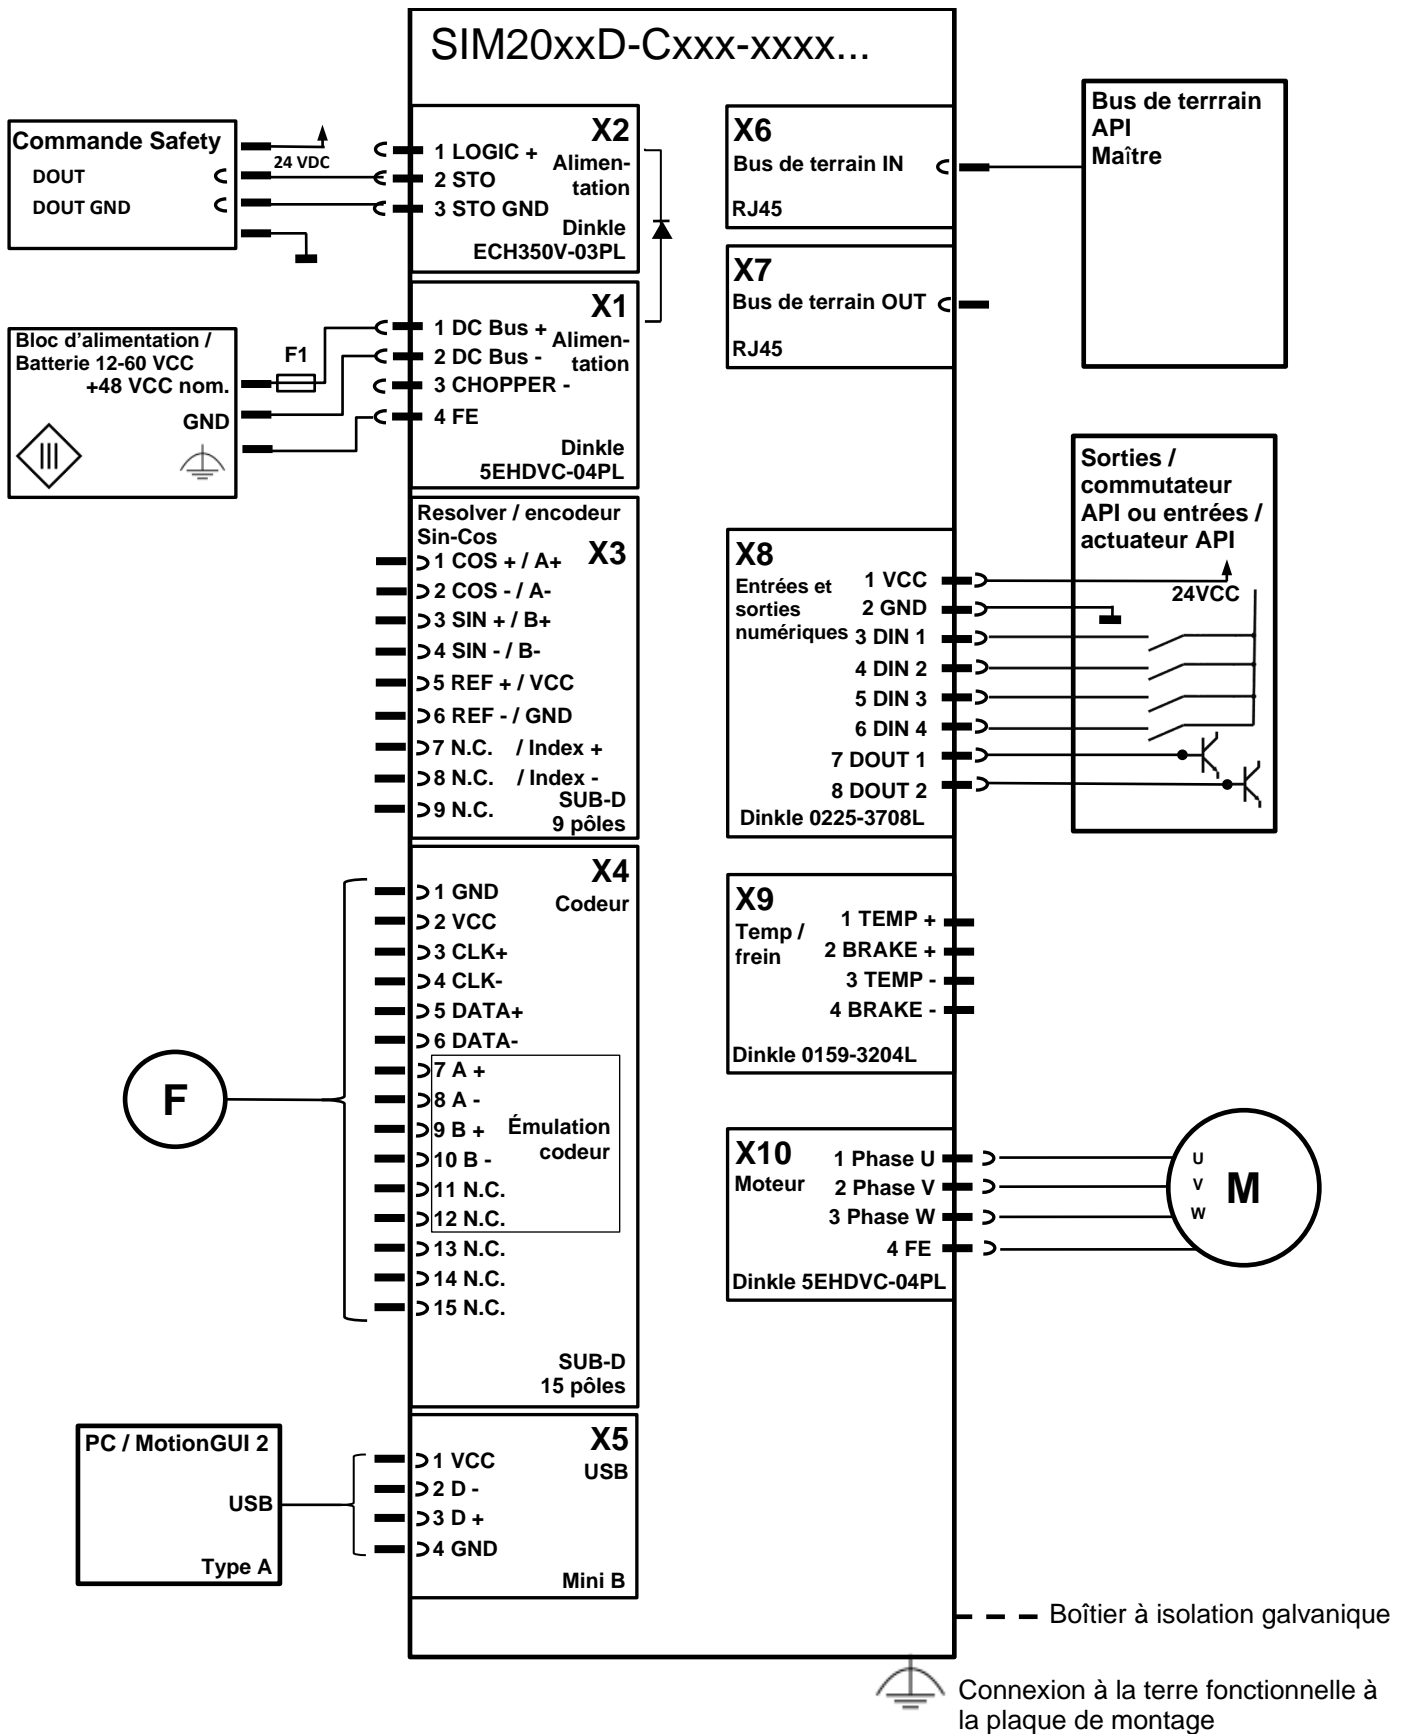 SIM20xxD-Cxxx-xxxx...
Commande Safety
DOUT
DOUT GND
24 VDC
X2
1 LOGIC +
2 STO
3 STO GND
Alimen-
tation
Dinkle
ECH350V-03PL
Bloc d'alimentation /
Batterie 12-60 VCC
+48 VCC nom.
GND
III
F1
X1
1 DC Bus +
2 DC Bus -
3 CHOPPER -
4 FE
Alimen-
tation
Dinkle
5EHDVC-04PL
Resolver / encodeur
Sin-Cos
X3
1 COS + / A+
2 COS - / A-
3 SIN + / B+
4 SIN - / B-
5 REF + / VCC
6 REF - / GND
7 N.C. / Index +
8 N.C. / Index -
9 N.C.
SUB-D
9 pôles
X4
Codeur
1 GND
2 VCC
3 CLK+
4 CLK-
5 DATA+
6 DATA-
7 A +
8 A -
9 B +
10 B -
11 N.C.
12 N.C.
13 N.C.
14 N.C.
15 N.C.
Émulation
codeur
SUB-D
15 pôles
F
PC / MotionGUI 2
USB
Type A
X5
USB
1 VCC
2 D -
3 D +
4 GND
Mini B
X6
Bus de terrain IN
RJ45
X7
Bus de terrain OUT
RJ45
Bus de terrrain
API
Maître
X8
Entrées et
sorties
numériques
1 VCC
2 GND
3 DIN 1
4 DIN 2
5 DIN 3
6 DIN 4
7 DOUT 1
8 DOUT 2
Dinkle 0225-3708L
Sorties /
commutateur
API ou entrées /
actuateur API
24VCC
X9
Temp /
frein
1 TEMP +
2 BRAKE +
3 TEMP -
4 BRAKE -
Dinkle 0159-3204L
X10
Moteur
1 Phase U
2 Phase V
3 Phase W
4 FE
Dinkle 5EHDVC-04PL
U
V
W
M
Boîtier à isolation galvanique
Connexion à la terre fonctionnelle à
la plaque de montage